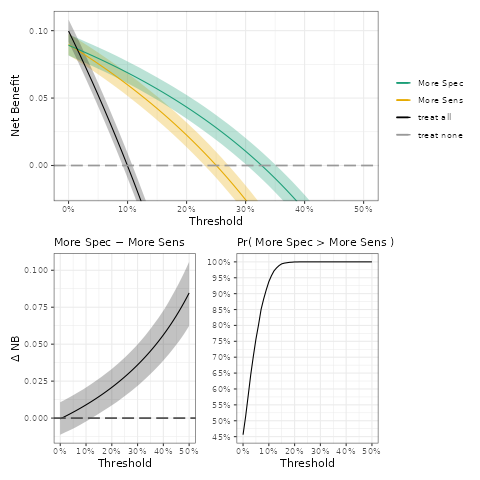 0.10
0.05
0.00
Net Benefit
0% 10% 20% 30% 40% 50%
Threshold
More Spec
More Sens
treat all
treat none
More Spec − More Sens
0.100
0.075
0.050
0.025
0.000
Δ NB
0% 10% 20% 30% 40% 50%
Threshold
Pr( More Spec > More Sens )
100%
95%
90%
85%
80%
75%
70%
65%
60%
55%
50%
45%
0% 10% 20% 30% 40% 50%
Threshold